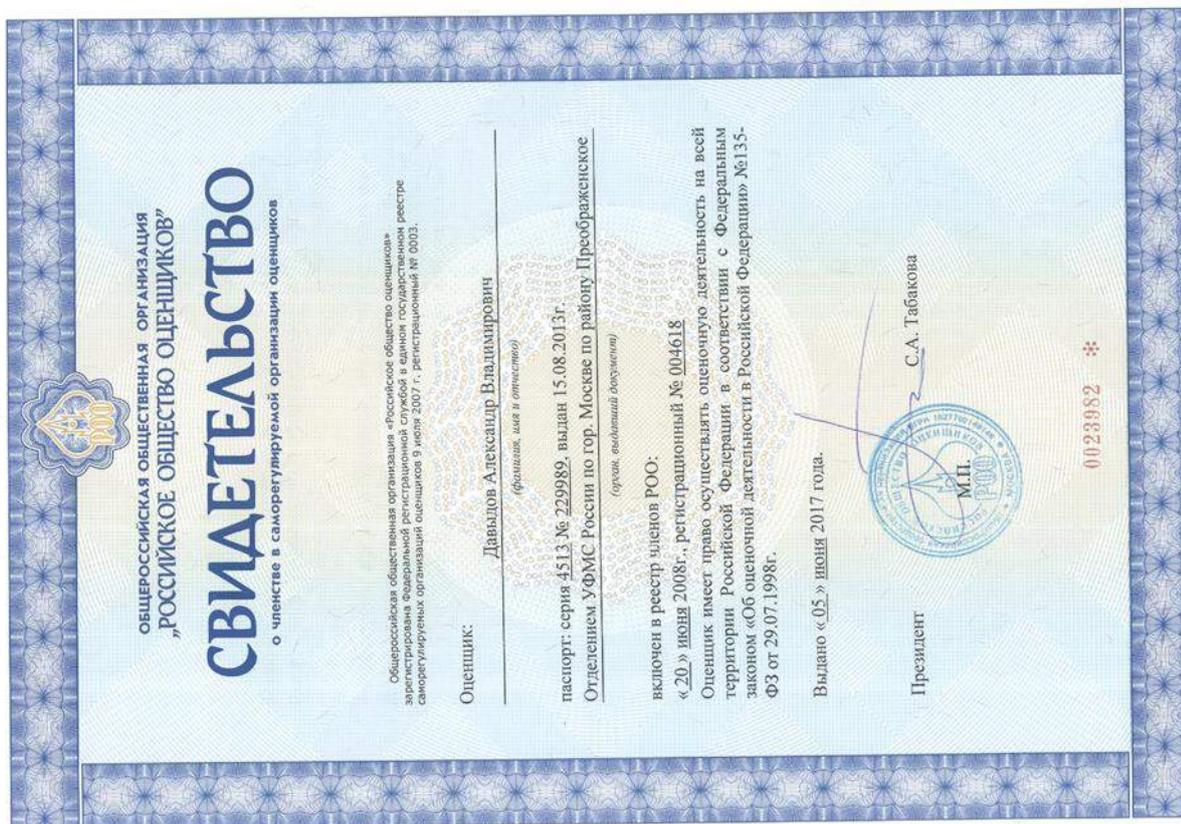 РОО
ОБЩЕРОССИЙСКАЯ ОБЩЕСТВЕННАЯ ОРГАНИЗАЦИЯ
„РОССИЙСКОЕ ОБЩЕСТВО ОЦЕНЩИКОВ”
СВИДЕТЕЛЬСТВО
о членстве в саморегулируемой организации оценщиков
Общероссийская общественная организация «Российское общество оценщиков»
зарегистрирована Федеральной регистрационной службой в едином государственном реестре
саморегулируемых организаций оценщиков 9 июля 2007 г. регистрационный № 0003.
Оценщик:
Давыдов Александр Владимирович
(фамилия, имя и отчество)
паспорт: серия 4513 № 229989, выдан 15.08.2013г.
Отделением УФМС России по гор. Москве по району Преображенское
(орган, выдавший документ)
включен в реестр членов РОО:
« 20 » июня 2008г., регистрационный № 004618
Оценщик имеет право осуществлять оценочную деятельность на всей
территории Российской Федерации в соответствии с Федеральным
законом «Об оценочной деятельности в Российской Федерации» №135-
ФЗ от 29.07.1998г.
Выдано « 05 » июня 2017 года.
Президент
М.П.
С.А. Табакова
РОССИЙСКОЕ ОБЩЕСТВО ОЦЕНЩИКОВ
РОО
МОСКВА
0023982 *